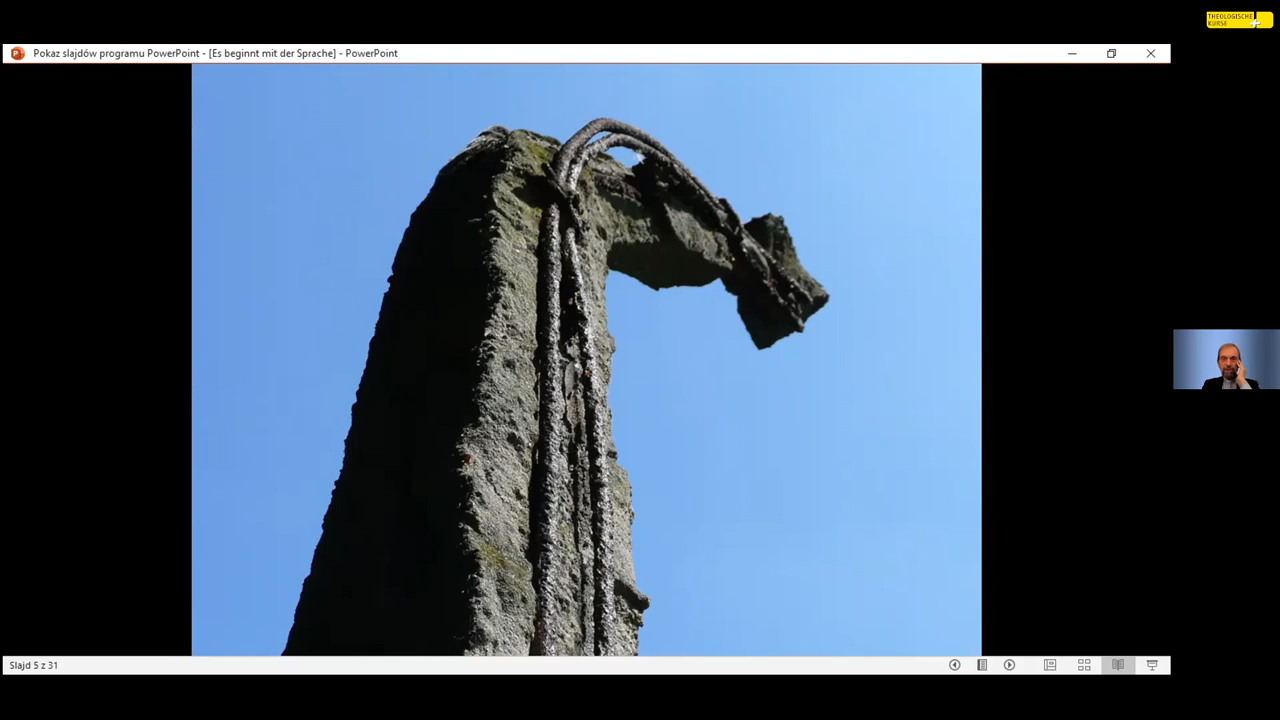 THEOLOGISCHE
KURSE
Pokaz slajdów programu PowerPoint - [Es beginnt mit der Sprache] - PowerPoint
Slajd 5 z 31